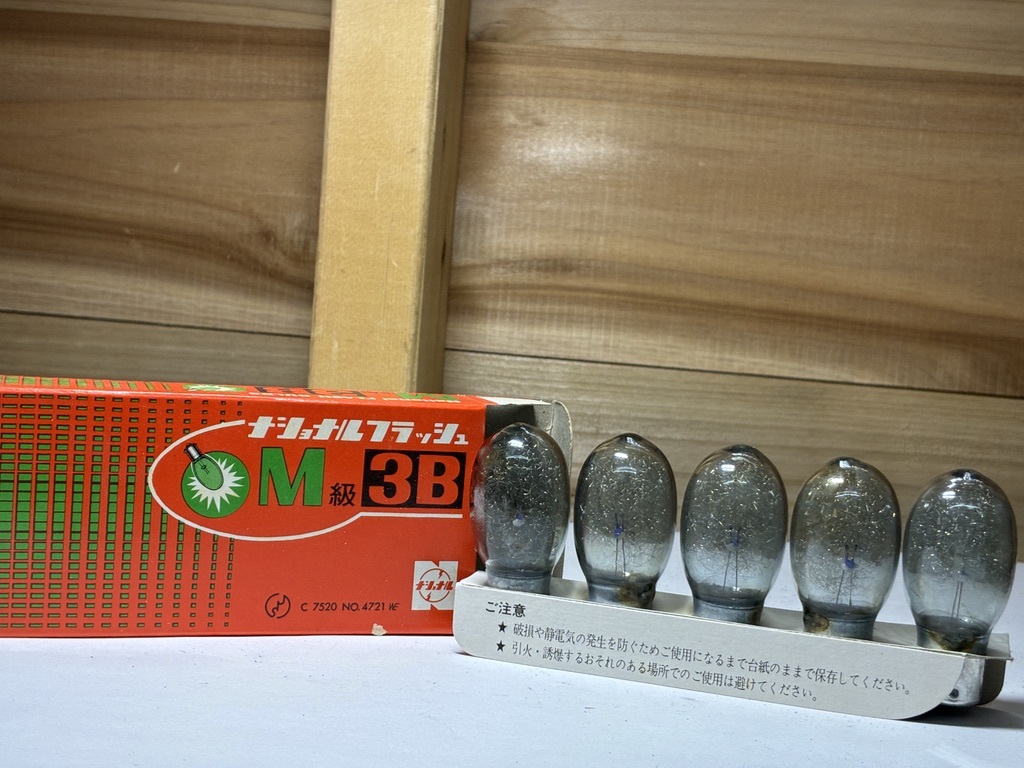 ナショナルフラッシュ
M級 3B
ナショナル
C 7520 NO.4721
ご注意
★ 破損や静電気の発生を防ぐためご使用になるまで台紙のままで保存してください。
★ 引火・誘爆するおそれのある場所でのご使用は避けてください。